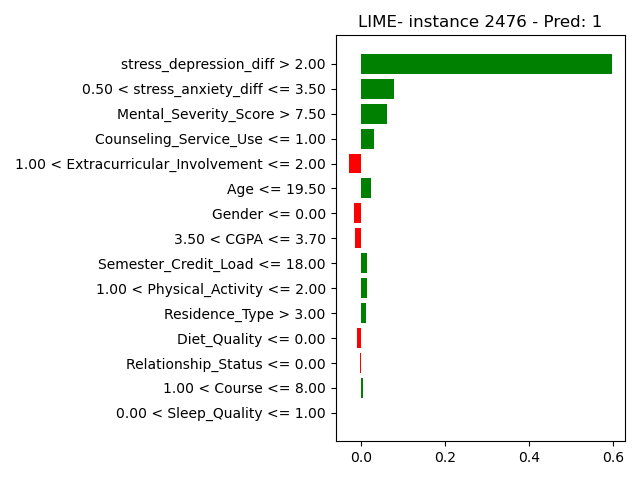 LIME- instance 2476 - Pred: 1
stress_depression_diff > 2.00
0.50 < stress_anxiety_diff <= 3.50
Mental_Severity_Score > 7.50
Counseling_Service_Use <= 1.00
1.00 < Extracurricular_Involvement <= 2.00
Age <= 19.50
Gender <= 0.00
3.50 < CGPA <= 3.70
Semester_Credit_Load <= 18.00
1.00 < Physical_Activity <= 2.00
Residence_Type > 3.00
Diet_Quality <= 0.00
Relationship_Status <= 0.00
1.00 < Course <= 8.00
0.00 < Sleep_Quality <= 1.00
0.0 0.2 0.4 0.6